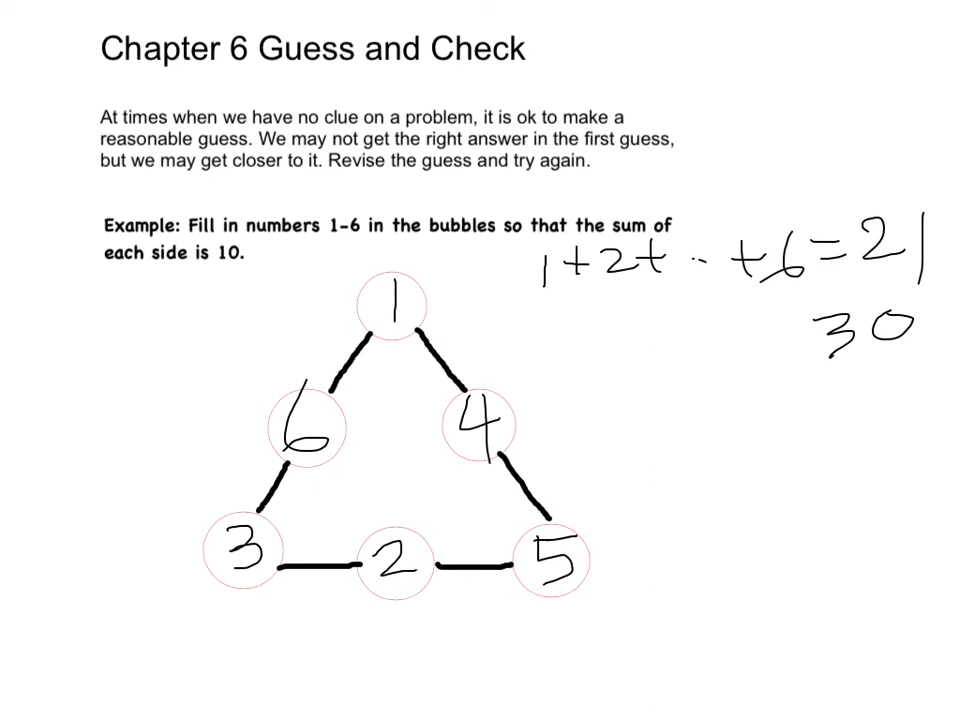 Chapter 6 Guess and Check
At times when we have no clue on a problem, it is ok to make a
reasonable guess. We may not get the right answer in the first guess,
but we may get closer to it. Revise the guess and try again.
Example: Fill in numbers 1-6 in the bubbles so that the sum of
each side is 10.
1+2+ .. +6=21
30
1
6 4
3 2 5